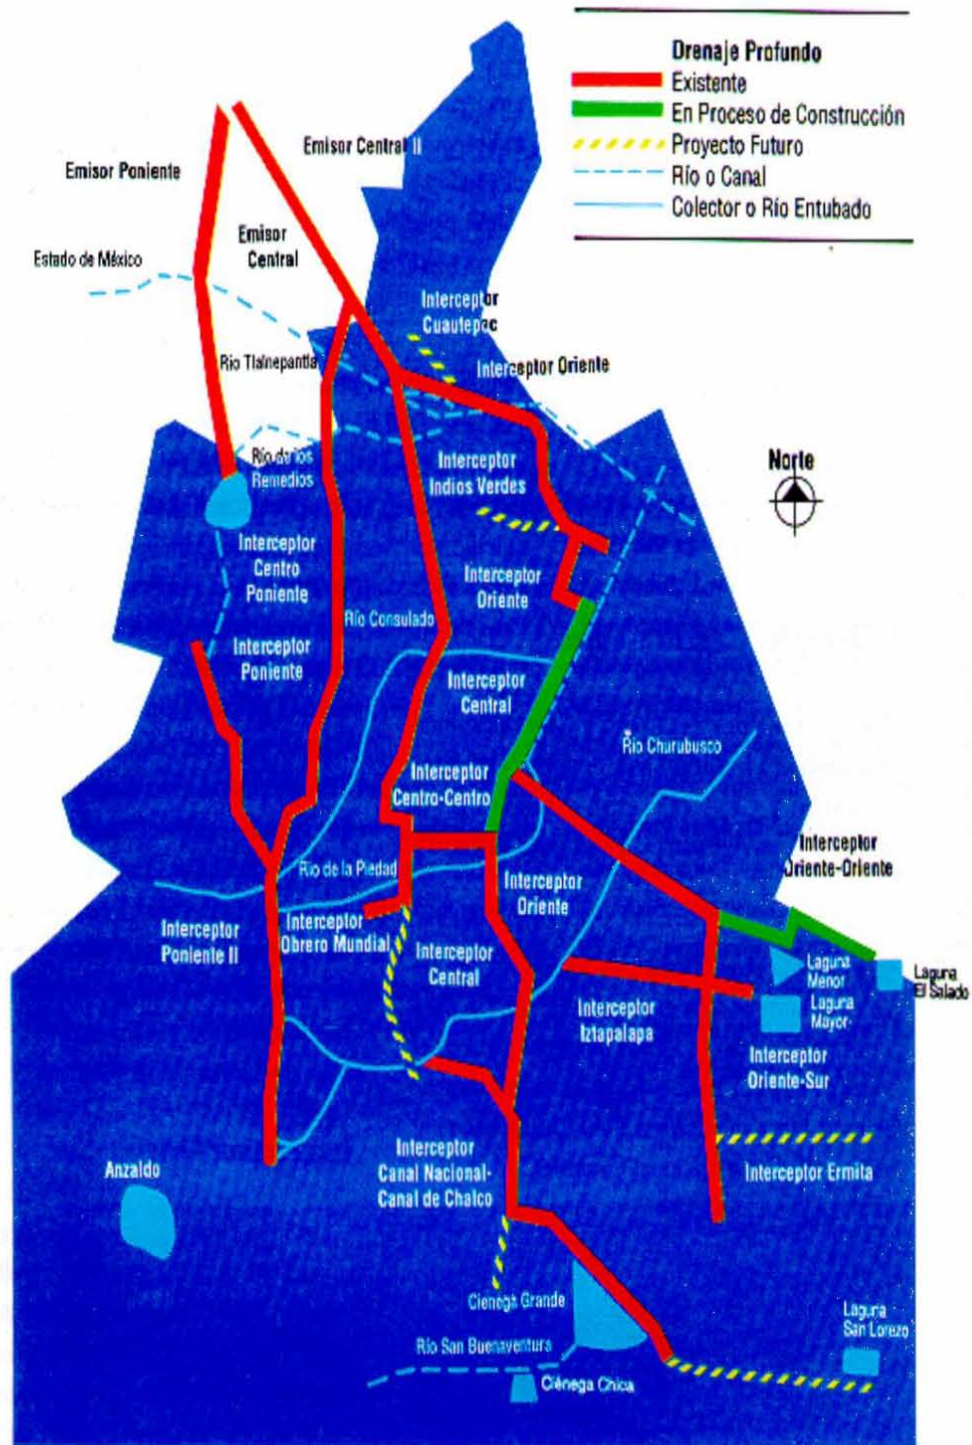 Drenaje Profundo
Existente
En Proceso de Construcción
Proyecto Futuro
Río o Canal
Colector o Río Entubado
Emisor Central II
Emisor Poniente
Emisor
Central
Estado de México
Interceptor
Cuautepec
Río Tlalnepantla
Interceptor Oriente
Río de los
Remedios
Interceptor
Indios Verdes
Norte
Interceptor
Centro
Poniente
Interceptor
Oriente
Río Consulado
Interceptor
Poniente
Interceptor
Central
Río Churubusco
Interceptor
Centro-Centro
Interceptor
Oriente-Oriente
Río de la Piedad
Interceptor
Oriente
Interceptor
Poniente II
Interceptor
Obrero Mundial
Interceptor
Central
Laguna
Menor
Laguna
El Salado
Laguna
Mayor
Interceptor
Iztapalapa
Interceptor
Oriente-Sur
Interceptor
Canal Nacional-
Canal de Chalco
Anzaldo
Interceptor Ermita
Cienega Grande
Laguna
San Lorezo
Río San Buenaventura
Ciénega Chica